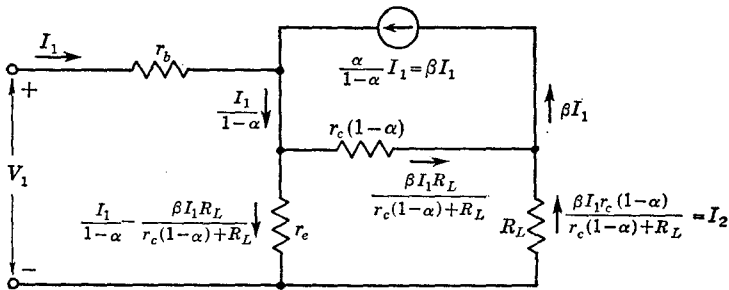 I₁
r_b
α/(1-α) I₁ = βI₁
+
I₁/(1-α)
βI₁
r_c(1-α)
V₁
βI₁R_L/(r_c(1-α)+R_L)
I₁/(1-α) - βI₁R_L/(r_c(1-α)+R_L)
r_e
R_L
βI₁r_c(1-α)/(r_c(1-α)+R_L) = I₂
-